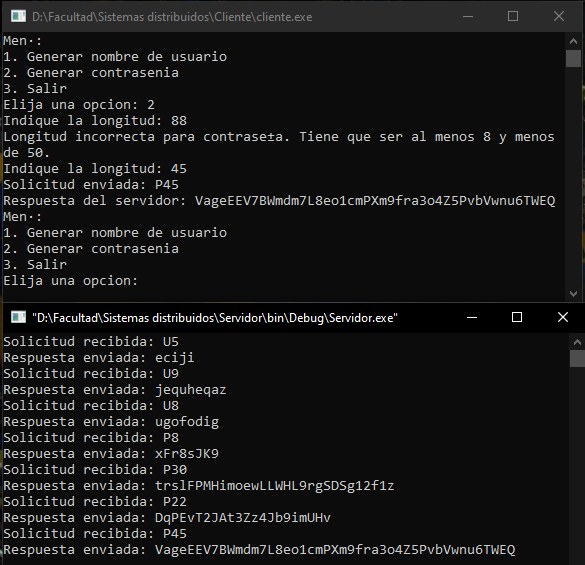 D:\Facultad\Sistemas distribuidos\Cliente\cliente.exe
Men·:
1. Generar nombre de usuario
2. Generar contrasenia
3. Salir
Elija una opcion: 2
Indique la longitud: 88
Longitud incorrecta para contrase±a. Tiene que ser al menos 8 y menos
de 50.
Indique la longitud: 45
Solicitud enviada: P45
Respuesta del servidor: VageEEV7BWmdm7L8eo1cmPXm9fra3o4Z5PvbVwnu6TWEQ
Men·:
1. Generar nombre de usuario
2. Generar contrasenia
3. Salir
Elija una opcion:
"D:\Facultad\Sistemas distribuidos\Servidor\bin\Debug\Servidor.exe"
Solicitud recibida: U5
Respuesta enviada: eciji
Solicitud recibida: U9
Respuesta enviada: jequheqaz
Solicitud recibida: U8
Respuesta enviada: ugofodig
Solicitud recibida: P8
Respuesta enviada: xFr8sJK9
Solicitud recibida: P30
Respuesta enviada: trslFPMHimoewLLWHL9rgSDSg12f1z
Solicitud recibida: P22
Respuesta enviada: DqPEvT2JAt3Zz4Jb9imUHv
Solicitud recibida: P45
Respuesta enviada: VageEEV7BWmdm7L8eo1cmPXm9fra3o4Z5PvbVwnu6TWEQ